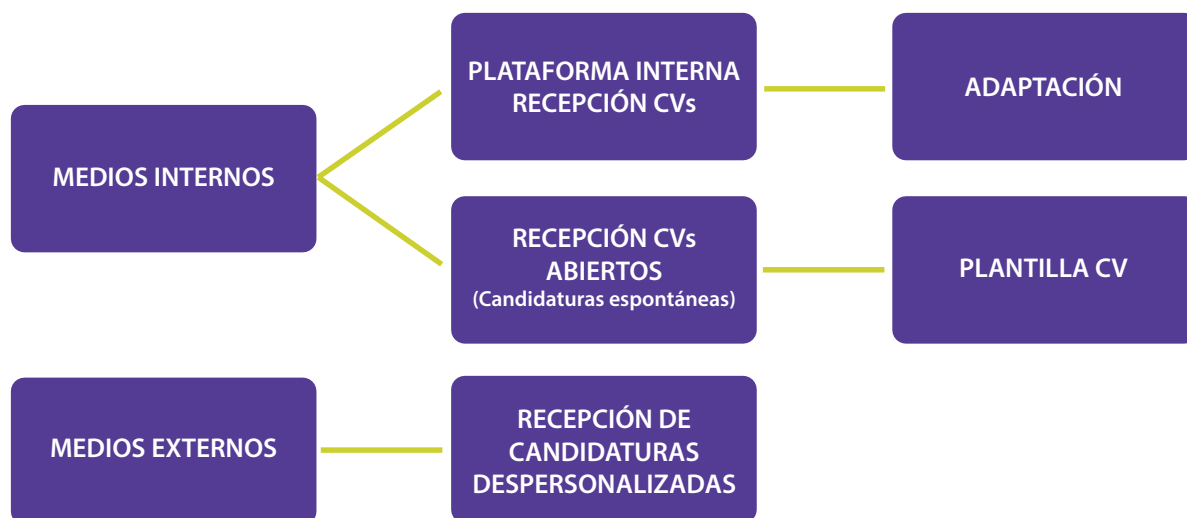 PLATAFORMA INTERNA
RECEPCIÓN CVs
ADAPTACIÓN
MEDIOS INTERNOS
RECEPCIÓN CVs
ABIERTOS
(Candidaturas espontáneas)
PLANTILLA CV
MEDIOS EXTERNOS
RECEPCIÓN DE
CANDIDATURAS
DESPERSONALIZADAS